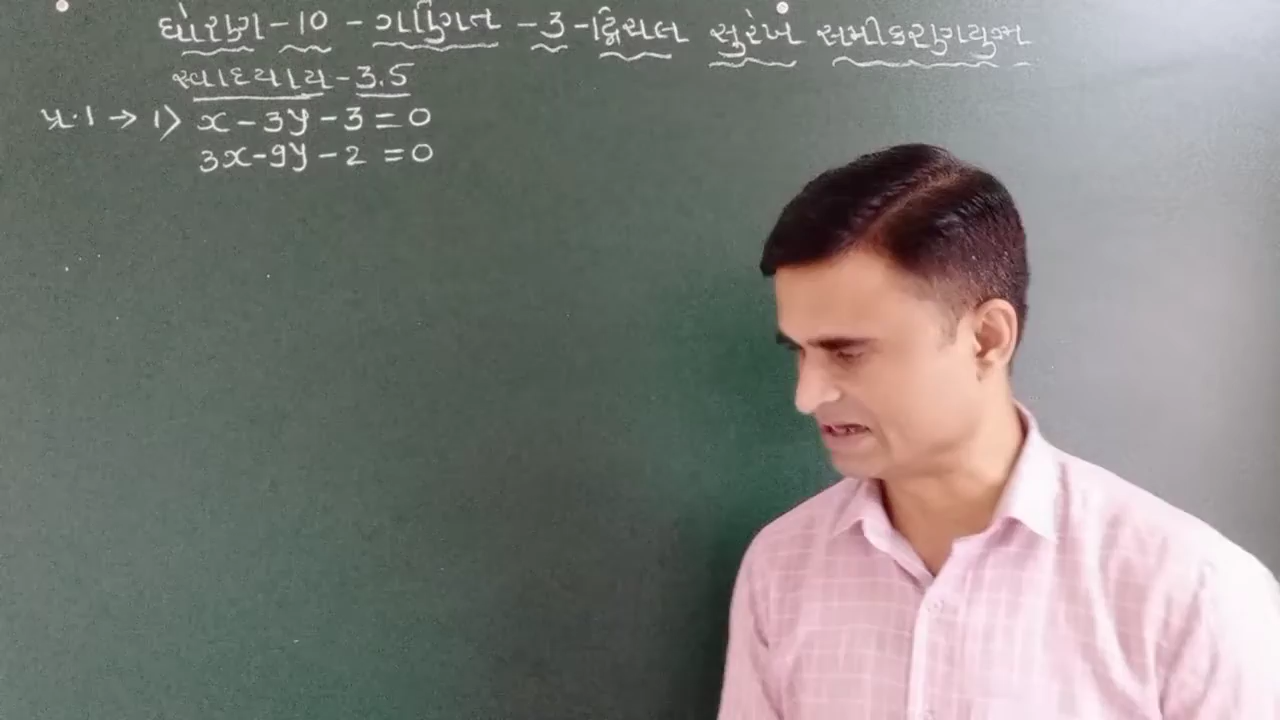 ધોરણ-10 - ગણિત - 3 - દ્વિચલ સુરેખ સમીકરણયુગ્મ
સ્વાધ્યાય - 3.5
પ્ર.1 → 1) x - 3y - 3 = 0
3x - 9y - 2 = 0